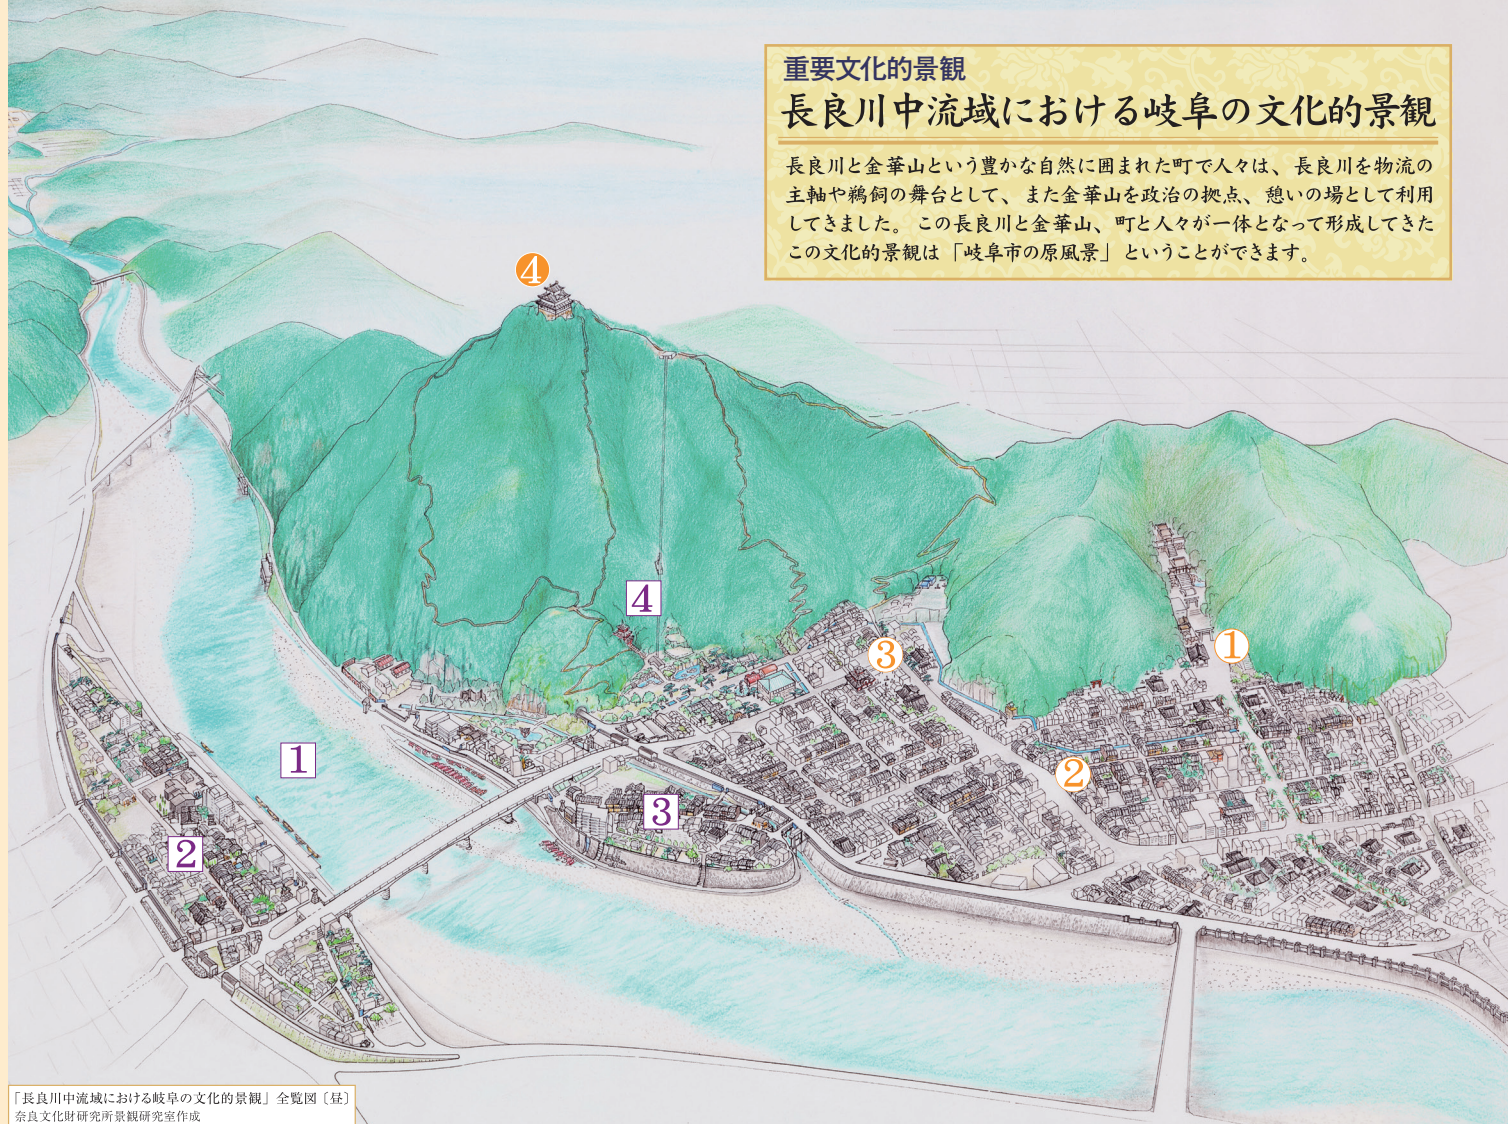 重要文化的景観
長良川中流域における岐阜の文化的景観
長良川と金華山という豊かな自然に囲まれた町で人々は、長良川を物流の
主軸や鵜飼の舞台として、また金華山を政治の拠点、憩いの場として利用
してきました。この長良川と金華山、町と人々が一体となって形成してきた
この文化的景観は「岐阜市の原風景」ということができます。
4
4
3
1
1
2
3
2
「長良川中流域における岐阜の文化的景観」全覧図〔昼〕
奈良文化財研究所景観研究室作成